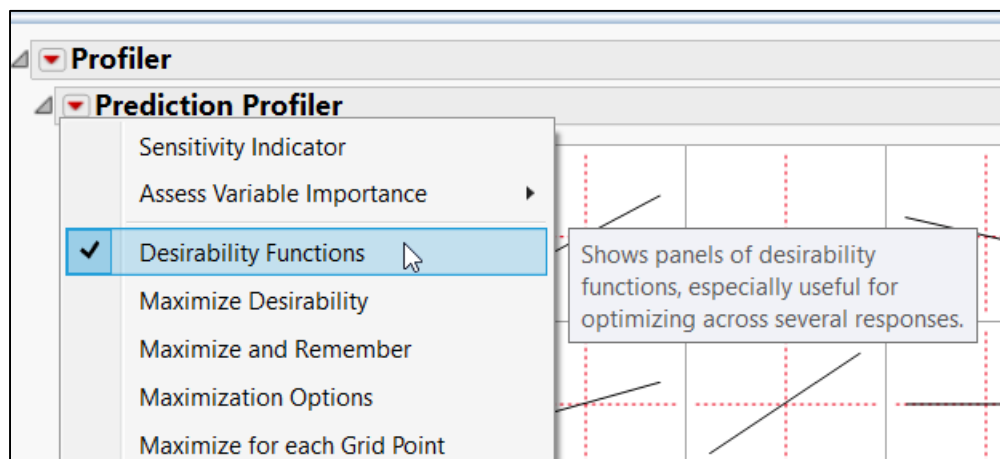 Profiler
Prediction Profiler
Sensitivity Indicator
Assess Variable Importance
Desirability Functions
Maximize Desirability
Maximize and Remember
Maximization Options
Maximize for each Grid Point
Shows panels of desirability
functions, especially useful for
optimizing across several responses.